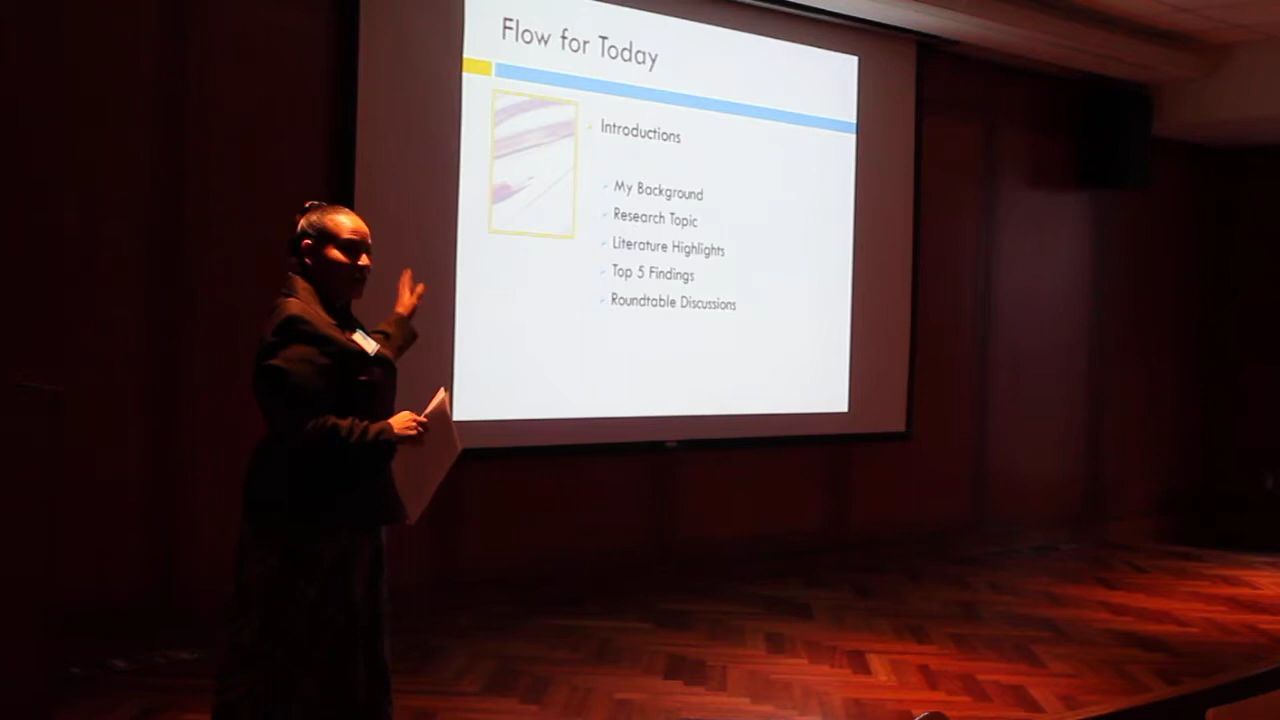 Flow for Today
Introductions
My Background
Research Topic
Literature Highlights
Top 5 Findings
Roundtable Discussions